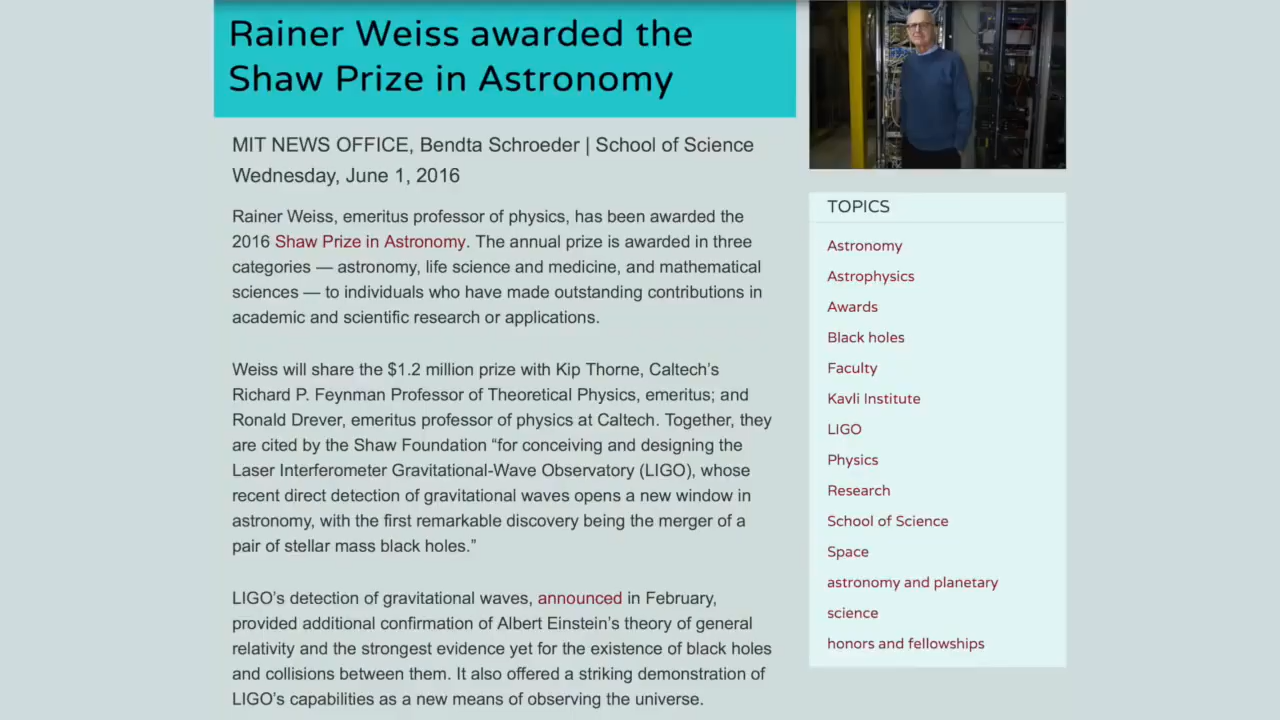 Rainer Weiss awarded the
Shaw Prize in Astronomy
MIT NEWS OFFICE, Bendta Schroeder | School of Science
Wednesday, June 1, 2016
Rainer Weiss, emeritus professor of physics, has been awarded the
2016 Shaw Prize in Astronomy. The annual prize is awarded in three
categories — astronomy, life science and medicine, and mathematical
sciences — to individuals who have made outstanding contributions in
academic and scientific research or applications.
Weiss will share the $1.2 million prize with Kip Thorne, Caltech’s
Richard P. Feynman Professor of Theoretical Physics, emeritus; and
Ronald Drever, emeritus professor of physics at Caltech. Together, they
are cited by the Shaw Foundation “for conceiving and designing the
Laser Interferometer Gravitational-Wave Observatory (LIGO), whose
recent direct detection of gravitational waves opens a new window in
astronomy, with the first remarkable discovery being the merger of a
pair of stellar mass black holes.”
LIGO’s detection of gravitational waves, announced in February,
provided additional confirmation of Albert Einstein’s theory of general
relativity and the strongest evidence yet for the existence of black holes
and collisions between them. It also offered a striking demonstration of
LIGO’s capabilities as a new means of observing the universe.
TOPICS
Astronomy
Astrophysics
Awards
Black holes
Faculty
Kavli Institute
LIGO
Physics
Research
School of Science
Space
astronomy and planetary
science
honors and fellowships